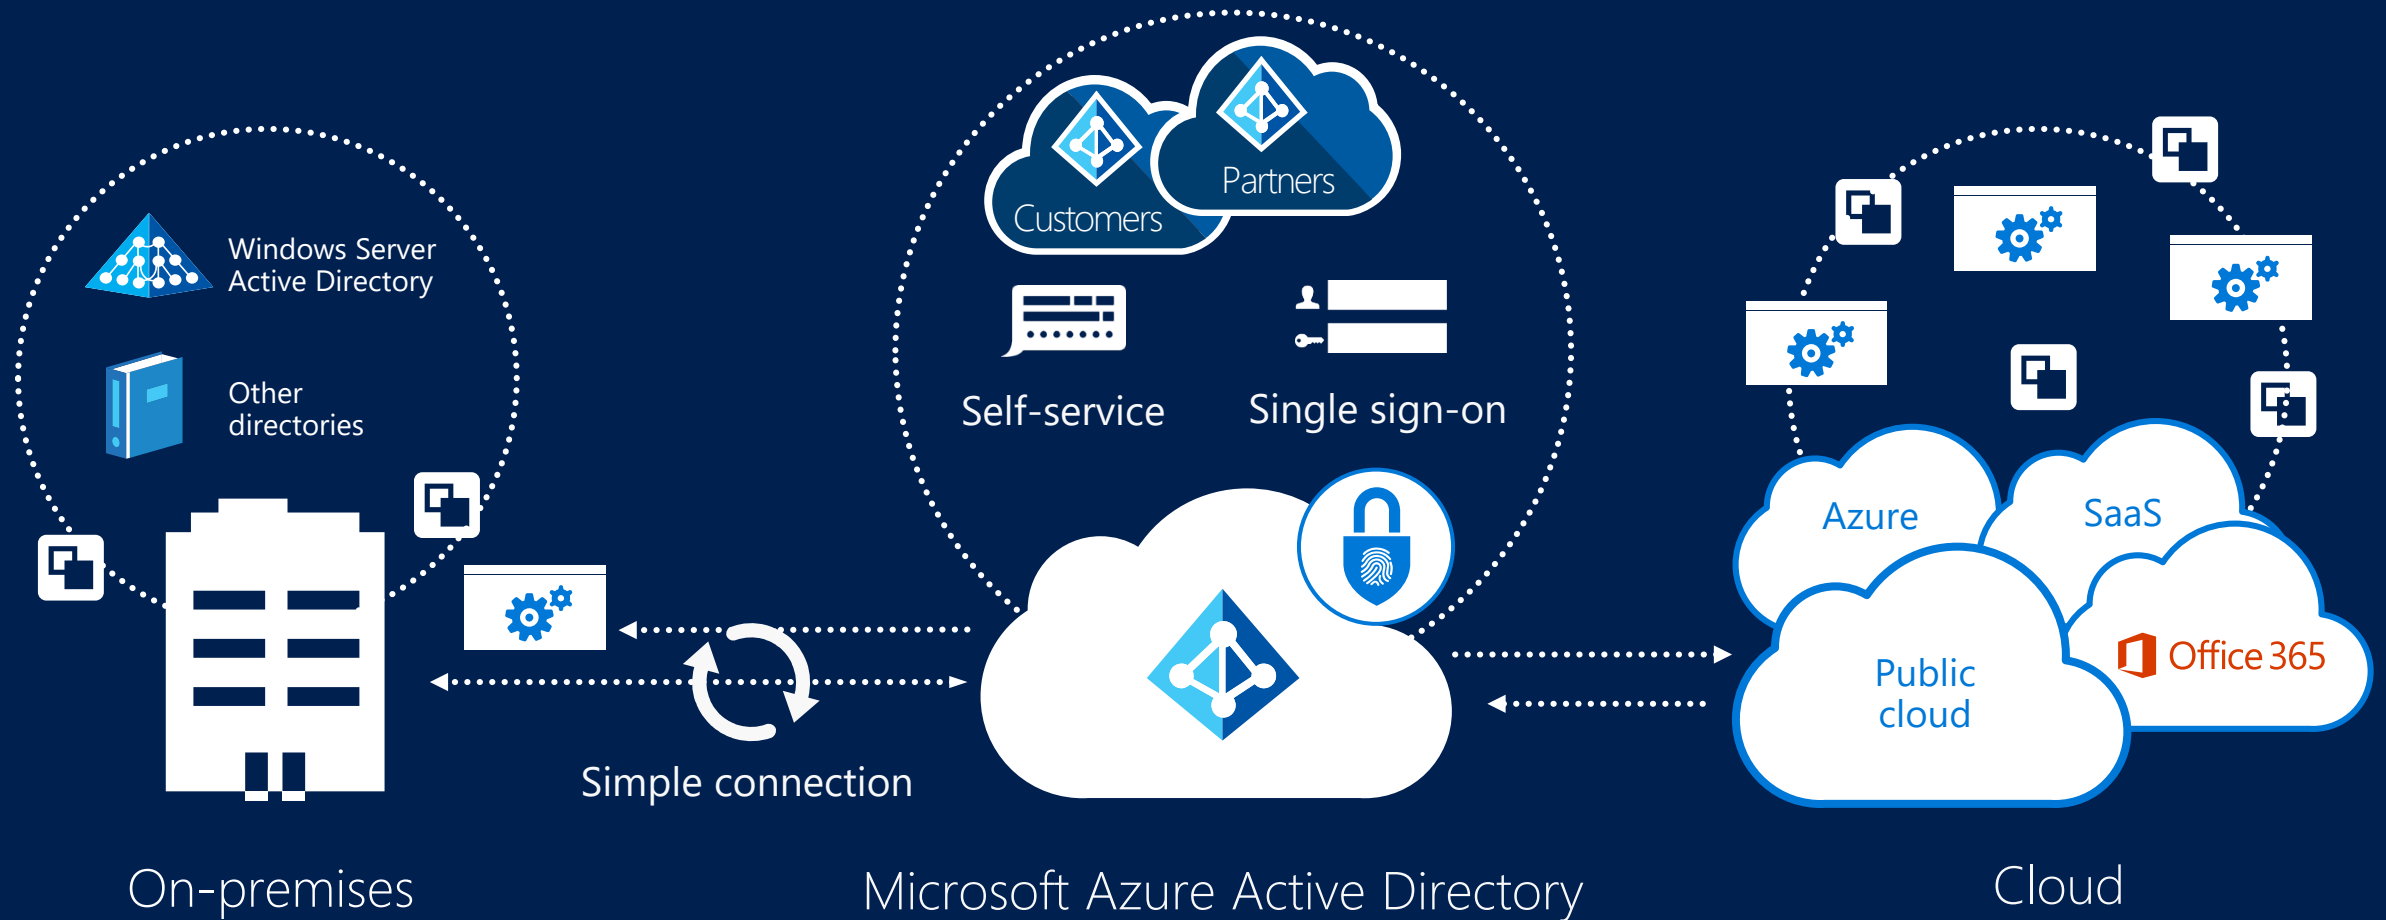 Windows Server
Active Directory
Other
directories
On-premises
Simple connection
Customers
Partners
Self-service
Single sign-on
Microsoft Azure Active Directory
Azure
SaaS
Public
cloud
Office 365
Cloud